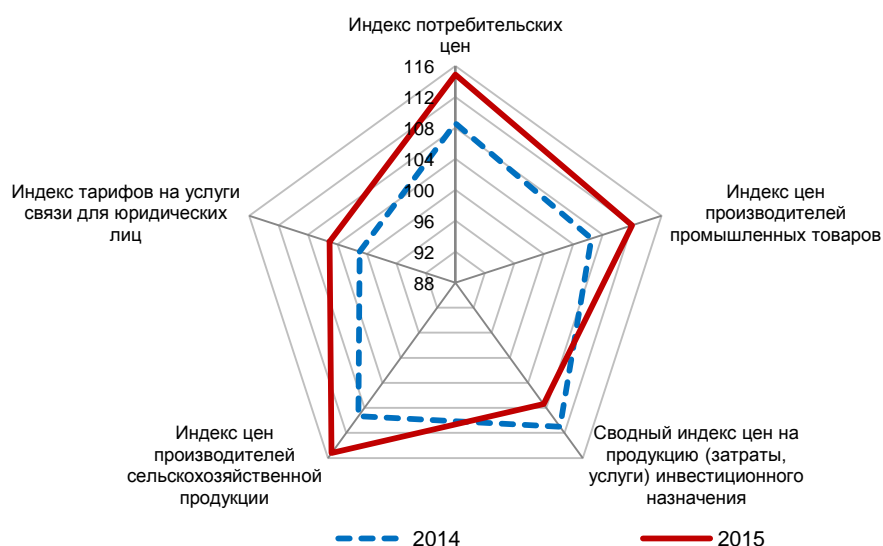 Индекс потребительских
цен
116
112
108
104
100
96
92
88
Индекс тарифов на услуги
связи для юридических
лиц
Индекс цен
производителей
промышленных товаров
Индекс цен
производителей
сельскохозяйственной
продукции
Сводный индекс цен на
продукцию (затраты,
услуги) инвестиционного
назначения
2014
2015